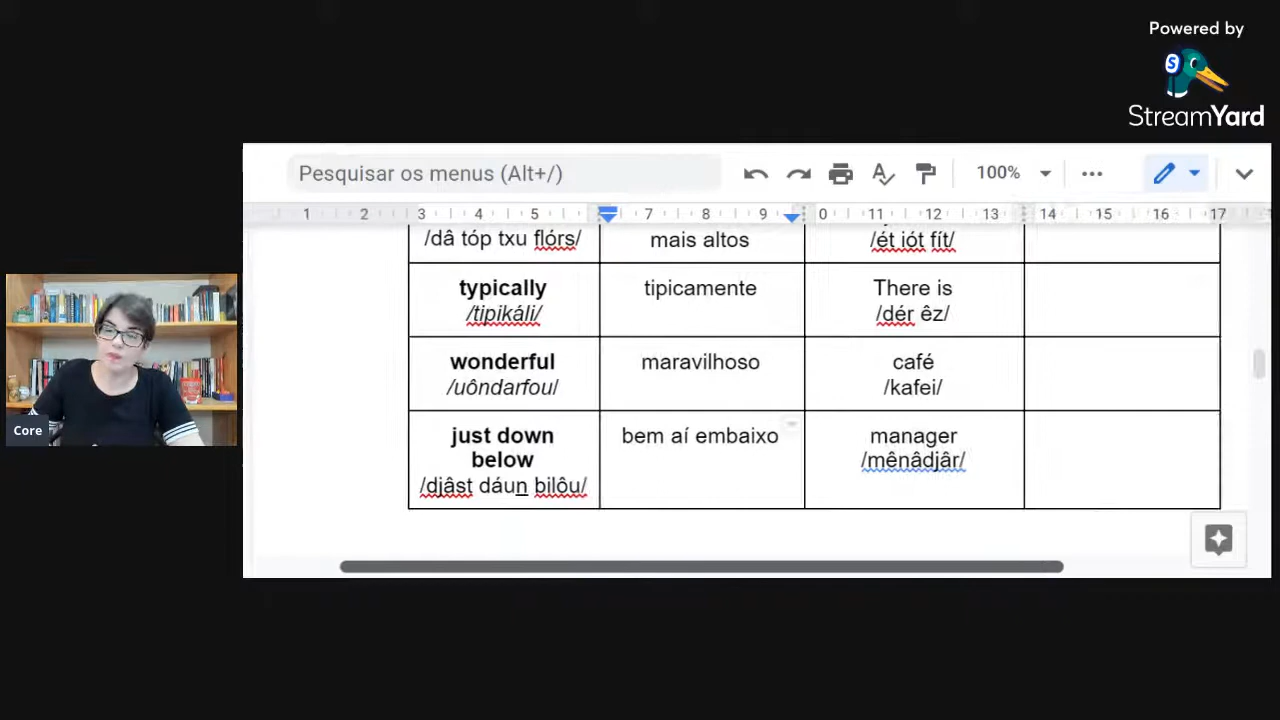 Powered by
StreamYard
Pesquisar os menus (Alt+/)
100%
1 2 3 4 5 7 8 9 0 11 12 13 14 15 16 17
/dâ tóp txu flórs/ mais altos /ét iót fít/
typically tipicamente There is
/tipikáli/ /dér êz/
wonderful maravilhoso café
/uôndarfou/ /kafei/
just down bem aí embaixo manager
below /mênâdjâr/
/djâst dáun bilôu/
Core